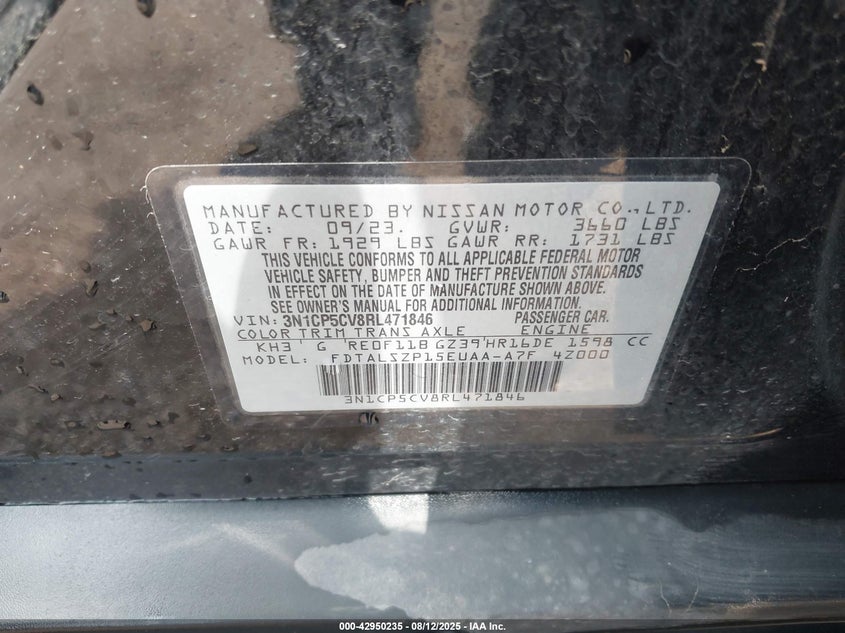 MANUFACTURED BY NISSAN MOTOR CO.,LTD.
DATE: 09/23. GVWR: 3660 LBS
GAWR FR: 1929 LBS GAWR RR: 1731 LBS
THIS VEHICLE CONFORMS TO ALL APPLICABLE FEDERAL MOTOR
VEHICLE SAFETY, BUMPER AND THEFT PREVENTION STANDARDS
IN EFFECT ON THE DATE OF MANUFACTURE SHOWN ABOVE.
SEE OWNER'S MANUAL FOR ADDITIONAL INFORMATION.
VIN: 3N1CP5CV8RL471846 PASSENGER CAR.
COLOR TRIM TRANS AXLE ENGINE
KH3 G RE0F11B GZ39 HR16DE 1598 CC
MODEL: FDTALSZP15EUAA-A7F 4Z000
3N1CP5CV8RL471846
000-42950235 - 08/12/2025 - IAA Inc.